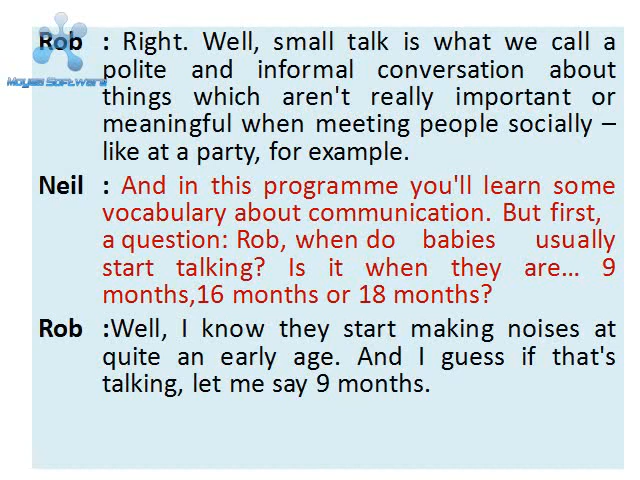 Rob : Right. Well, small talk is what we call a
polite and informal conversation about
Moyea Software
things which aren't really important or
meaningful when meeting people socially –
like at a party, for example.
Neil : And in this programme you'll learn some
vocabulary about communication. But first,
a question: Rob, when do babies usually
start talking? Is it when they are… 9
months,16 months or 18 months?
Rob :Well, I know they start making noises at
quite an early age. And I guess if that's
talking, let me say 9 months.